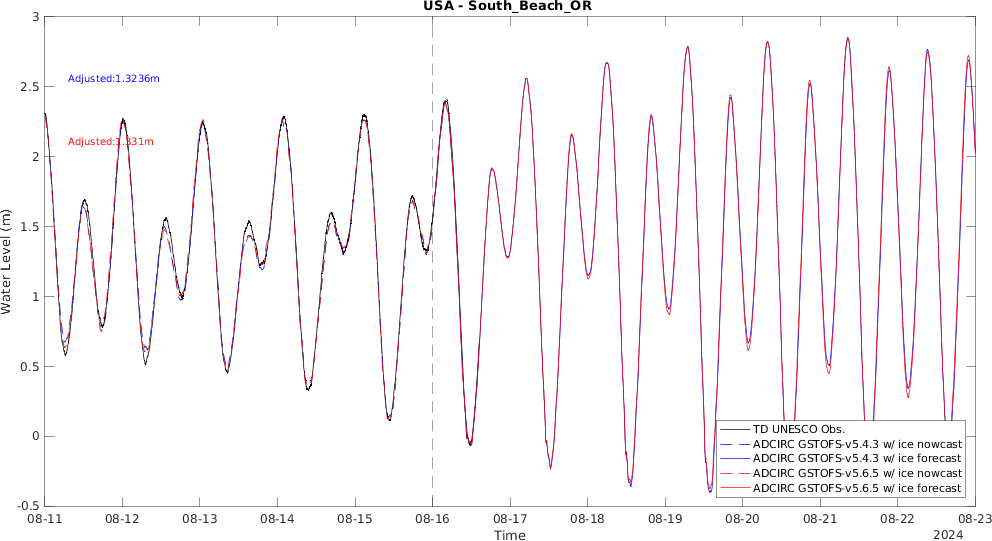 USA - South_Beach_OR
Water Level (m)
3
2.5
2
1.5
1
0.5
0
-0.5
Adjusted:1.3236m
Adjusted:1.331m
TD UNESCO Obs.
ADCIRC GSTOFS-v5.4.3 w/ ice nowcast
ADCIRC GSTOFS-v5.4.3 w/ ice forecast
ADCIRC GSTOFS-v5.6.5 w/ ice nowcast
ADCIRC GSTOFS-v5.6.5 w/ ice forecast
08-11 08-12 08-13 08-14 08-15 08-16 08-17 08-18 08-19 08-20 08-21 08-22 08-23
Time
2024